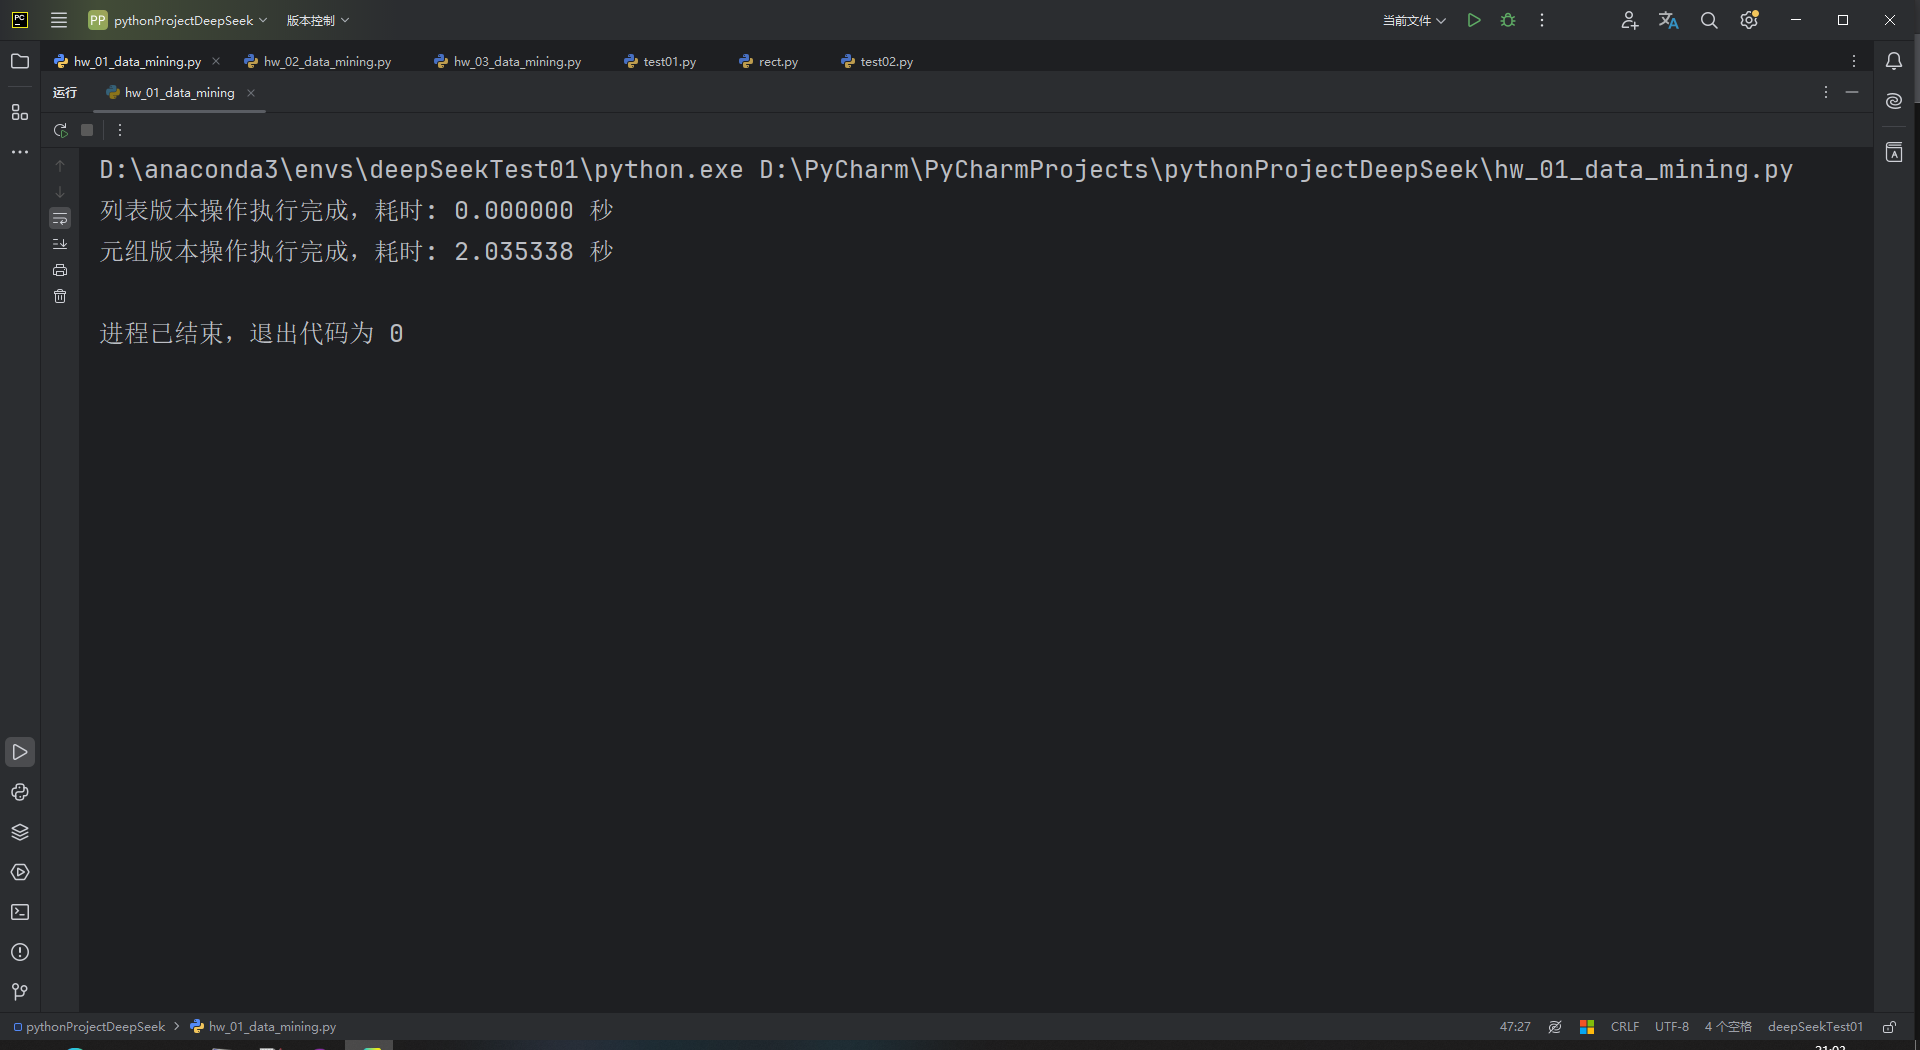 PC
PP pythonProjectDeepSeek 版本控制 当前文件
hw_01_data_mining.py hw_02_data_mining.py hw_03_data_mining.py test01.py rect.py test02.py
运行 hw_01_data_mining
D:\anaconda3\envs\deepSeekTest01\python.exe D:\PyCharm\PyCharmProjects\pythonProjectDeepSeek\hw_01_data_mining.py
列表版本操作执行完成，耗时: 0.000000 秒
元组版本操作执行完成，耗时: 2.035338 秒
进程已结束，退出代码为 0
pythonProjectDeepSeek hw_01_data_mining.py 47:27 CRLF UTF-8 4 个空格 deepSeekTest01